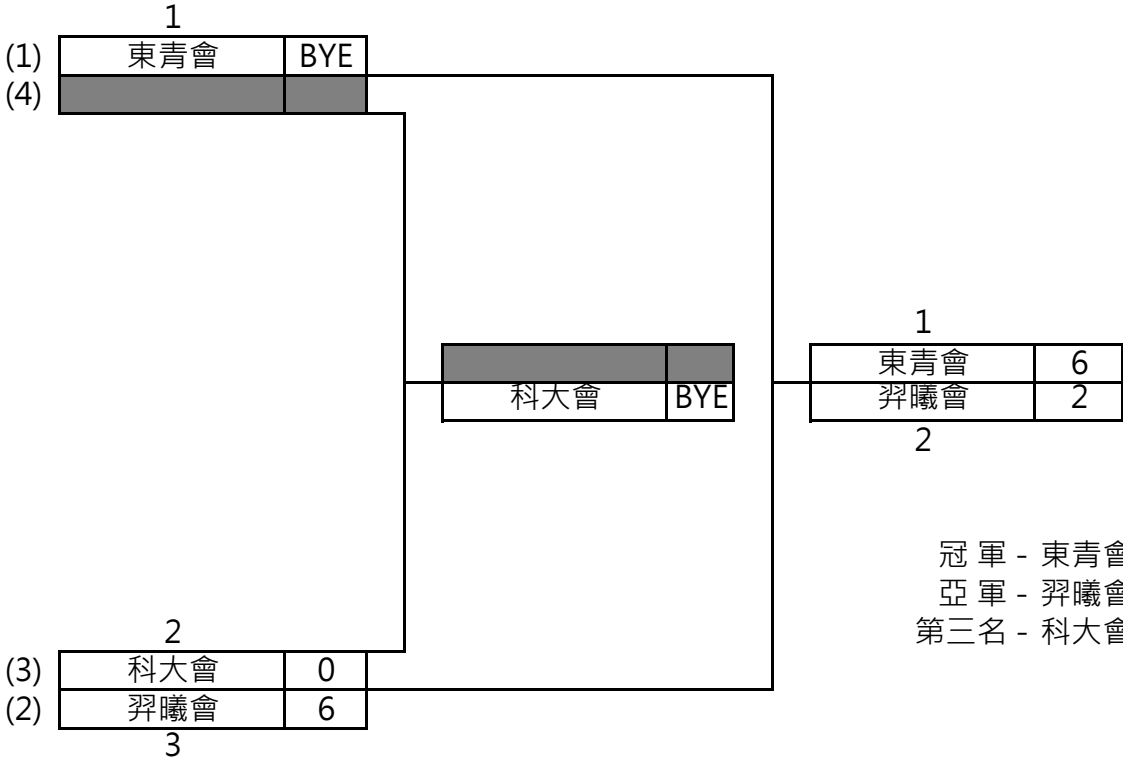 1
(1) 東青會 BYE
(4)
1
東青會 6
科大會 BYE
羿曦會 2
2
冠 軍 - 東青會
亞 軍 - 羿曦會
第三名 - 科大會
2
(3) 科大會 0
(2) 羿曦會 6
3